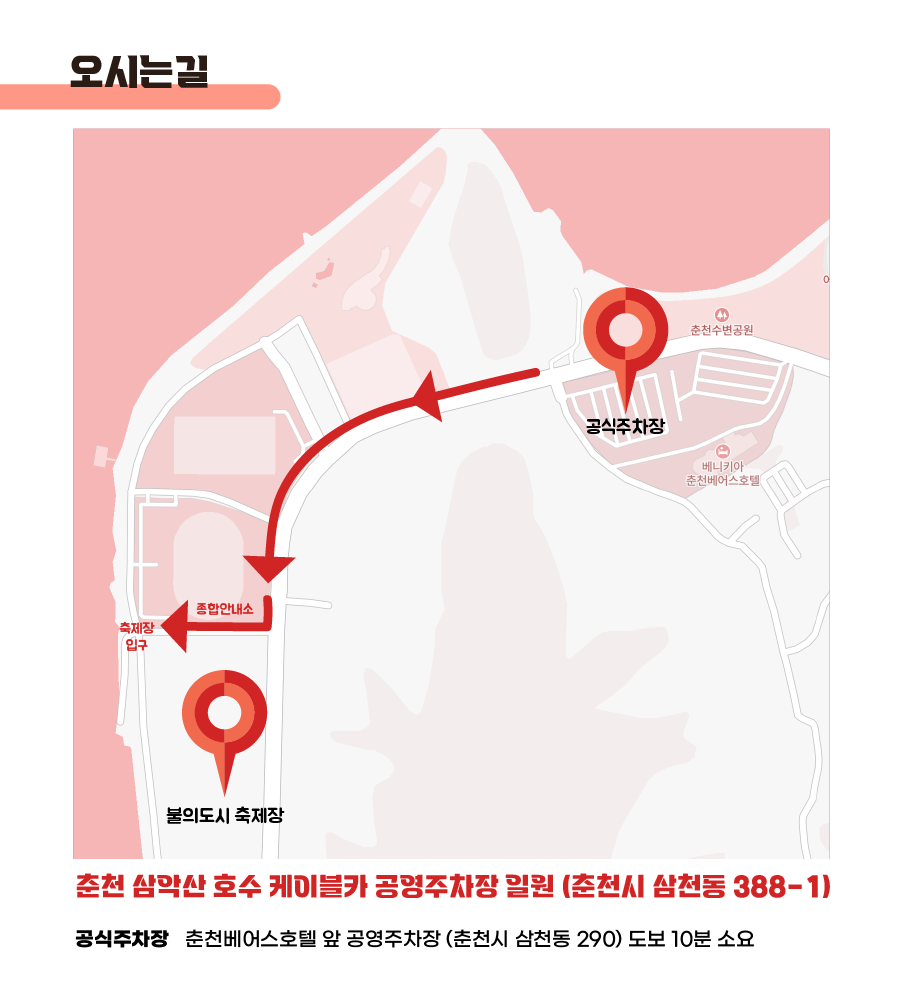 오시는길
춘천수변공원
공식주차장
베니키아
춘천베어스호텔
종합안내소
축제장
입구
불의도시 축제장
춘천 삼악산 호수 케이블카 공영주차장 일원 (춘천시 삼천동 388-1)
공식주차장 춘천베어스호텔 앞 공영주차장 (춘천시 삼천동 290) 도보 10분 소요